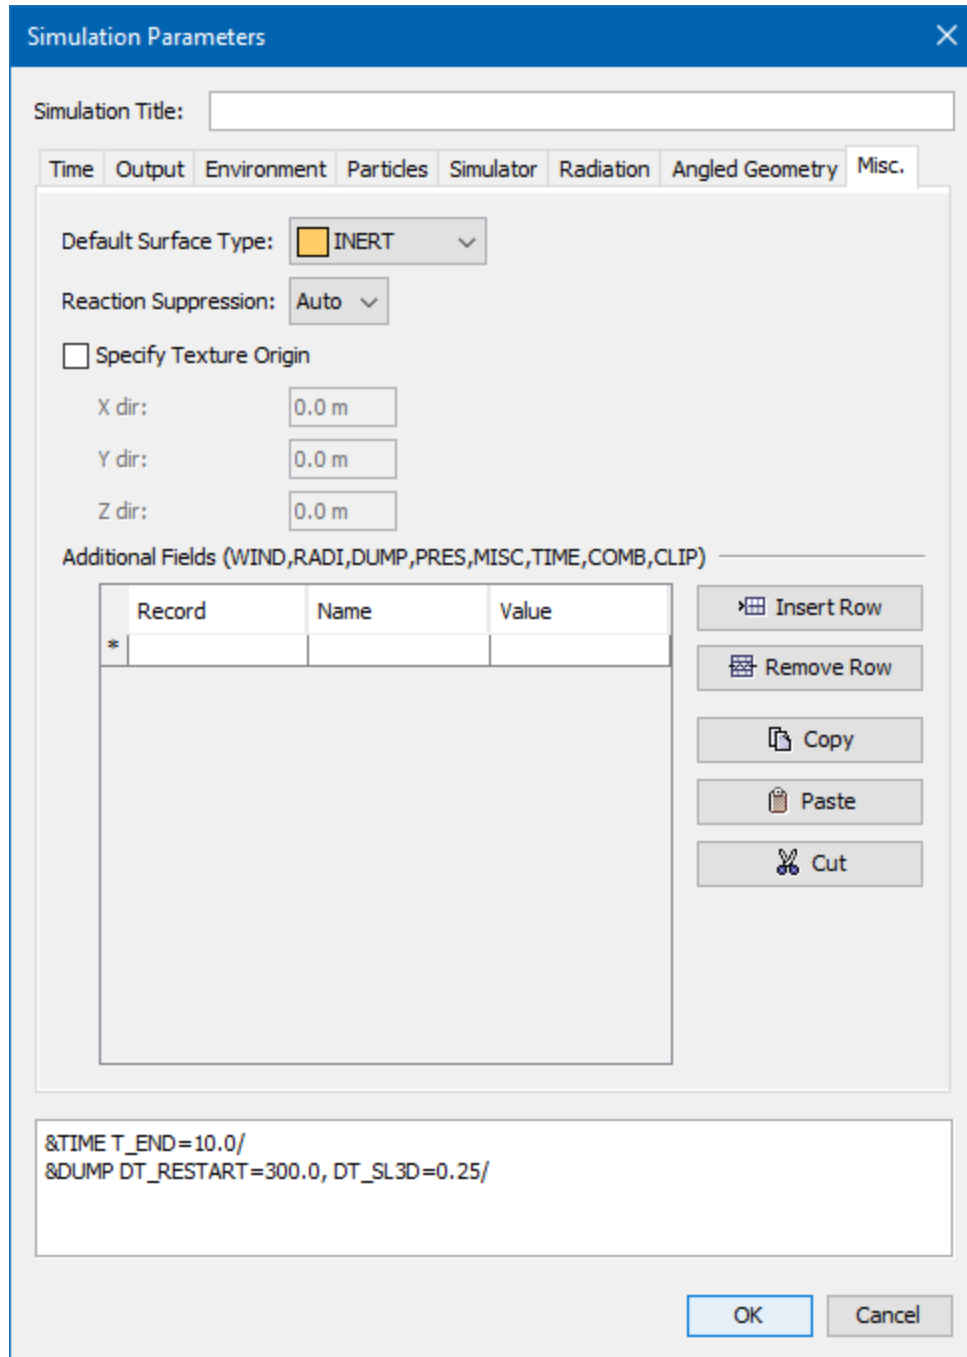 Simulation Parameters
Simulation Title:
Time Output Environment Particles Simulator Radiation Angled Geometry Misc.
Default Surface Type: INERT
Reaction Suppression: Auto
Specify Texture Origin
X dir: 0.0 m
Y dir: 0.0 m
Z dir: 0.0 m
Additional Fields (WIND,RADI,DUMP,PRES,MISC,TIME,COMB,CLIP)
Record Name Value
*
Insert Row
Remove Row
Copy
Paste
Cut
&TIME T_END=10.0/
&DUMP DT_RESTART=300.0, DT_SL3D=0.25/
OK Cancel